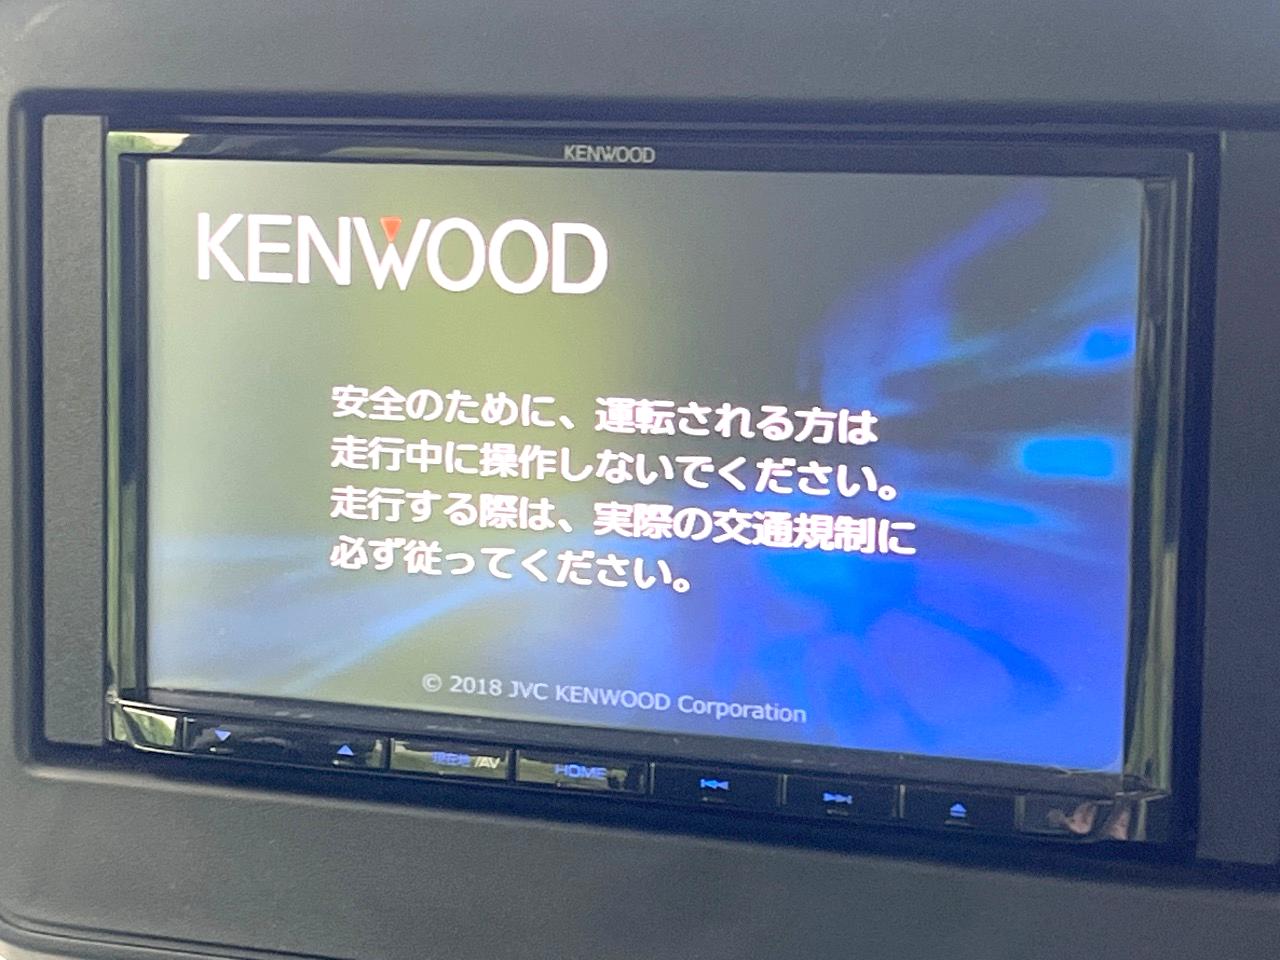 KENWOOD
KENWOOD
安全のために、運転される方は
走行中に操作しないでください。
走行する際は、実際の交通規制に
必ず従ってください。
© 2018 JVC KENWOOD Corporation
現在地/AV
HOME